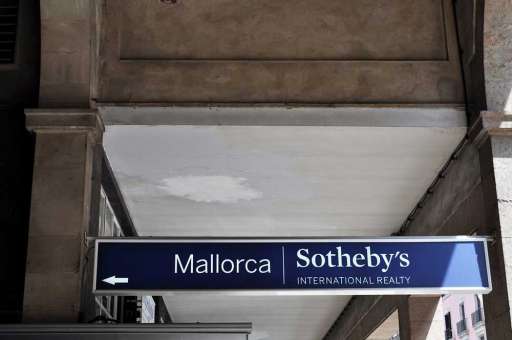 Mallorca | Sotheby's
INTERNATIONAL REALTY